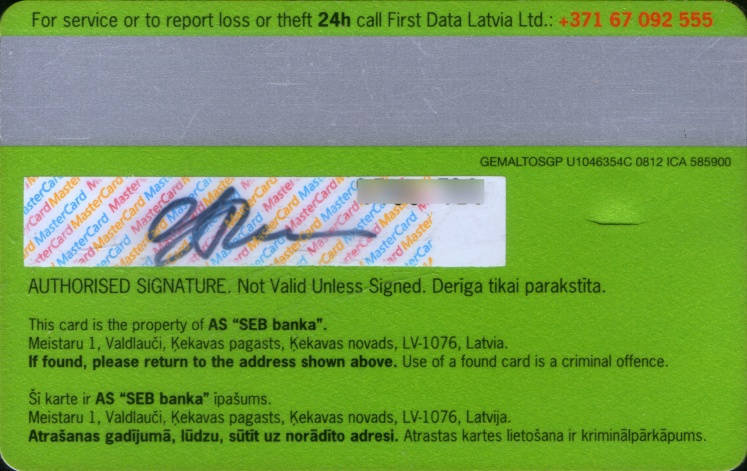 For service or to report loss or theft 24h call First Data Latvia Ltd.: +371 67 092 555
GEMALTOSGP U1046354C 0812 ICA 585900
MasterCard MasterCard MasterCard
AUTHORISED SIGNATURE. Not Valid Unless Signed. Derīga tikai parakstīta.
This card is the property of AS “SEB banka”.
Meistaru 1, Valdlauči, Ķekavas pagasts, Ķekavas novads, LV-1076, Latvia.
If found, please return to the address shown above. Use of a found card is a criminal offence.
Šī karte ir AS “SEB banka” īpašums.
Meistaru 1, Valdlauči, Ķekavas pagasts, Ķekavas novads, LV-1076, Latvija.
Atrašanas gadījumā, lūdzu, sūtīt uz norādīto adresi. Atrastas kartes lietošana ir kriminālpārkāpums.